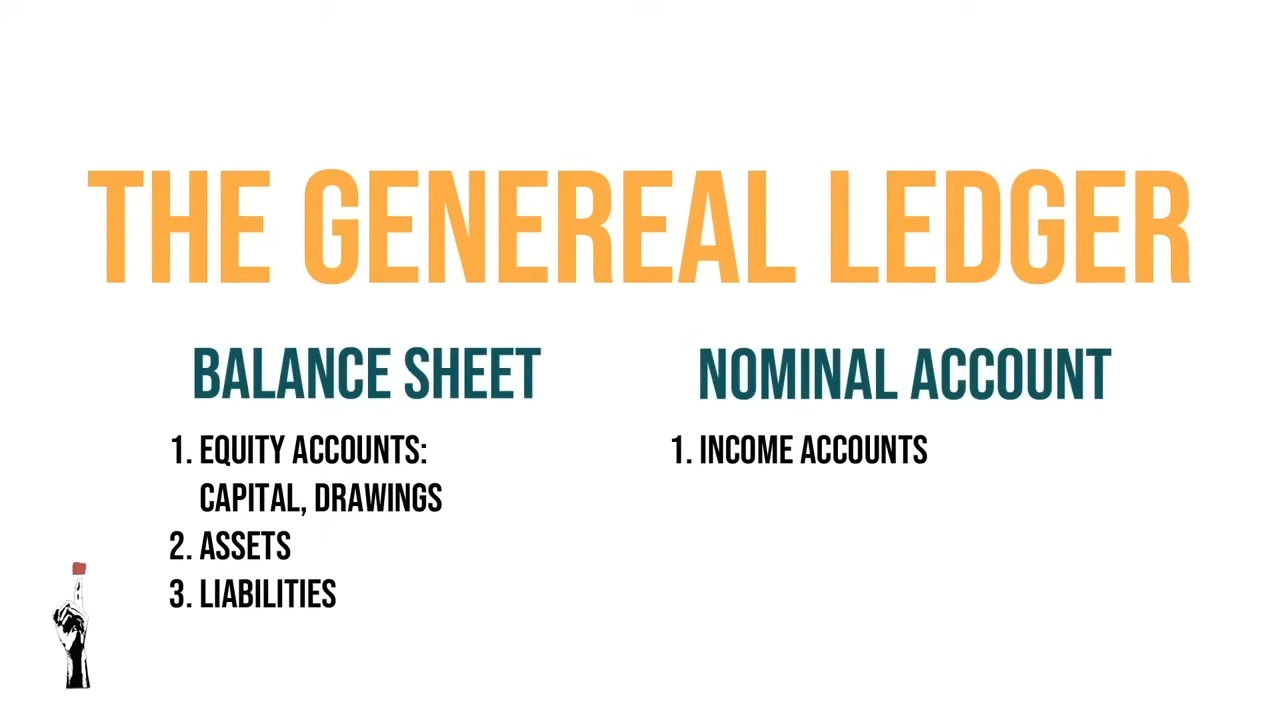 THE GENEREAL LEDGER
BALANCE SHEET
1. EQUITY ACCOUNTS:
CAPITAL, DRAWINGS
2. ASSETS
3. LIABILITIES
NOMINAL ACCOUNT
1. INCOME ACCOUNTS